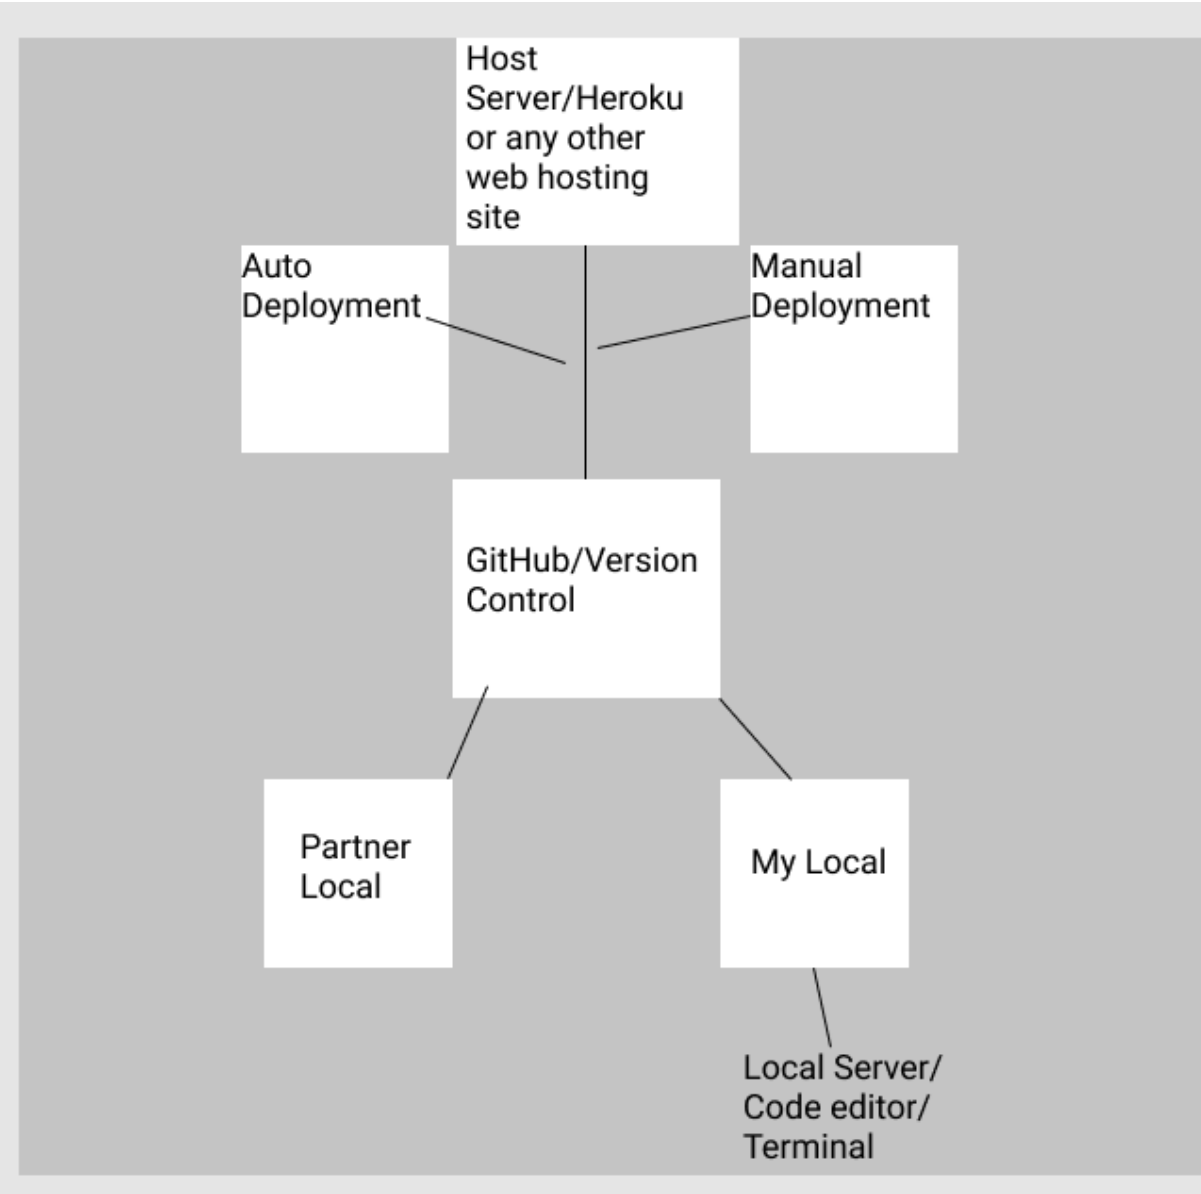 Host
Server/Heroku
or any other
web hosting
site
Auto
Deployment
Manual
Deployment
GitHub/Version
Control
Partner
Local
My Local
Local Server/
Code editor/
Terminal